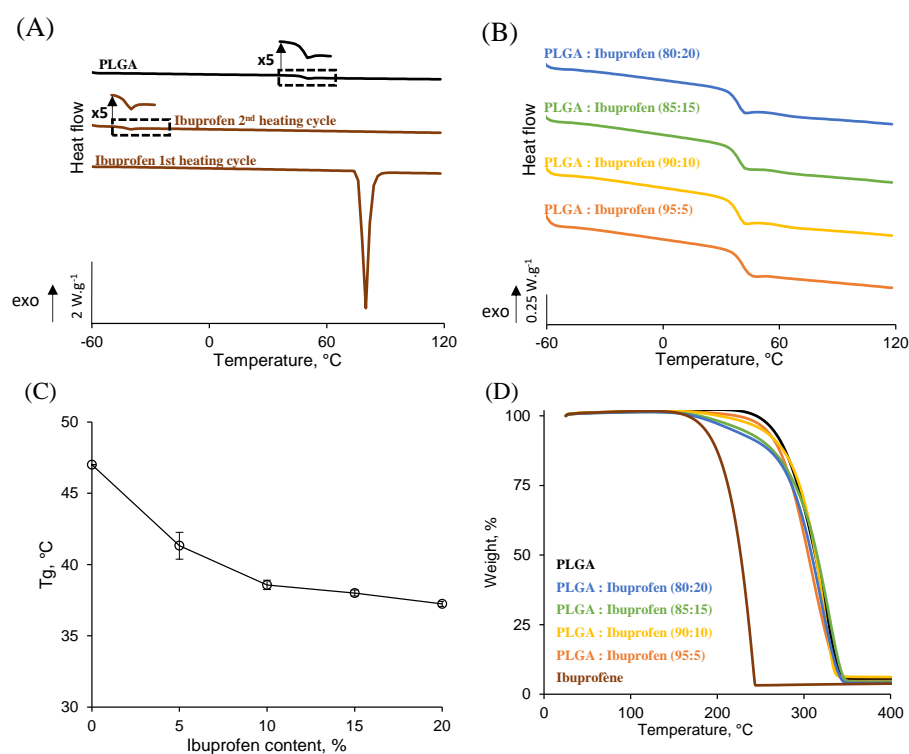 (A)
x5
PLGA
x5
Ibuprofen 2nd heating cycle
Ibuprofen 1st heating cycle
Heat flow
exo
2 W.g-1
-60
0
60
120
Temperature, °C
(B)
PLGA : Ibuprofen (80:20)
PLGA : Ibuprofen (85:15)
PLGA : Ibuprofen (90:10)
PLGA : Ibuprofen (95:5)
Heat flow
exo
0.25 W.g-1
-60
0
60
120
Temperature, °C
(C)
50
45
40
35
30
Tg, °C
0
5
10
15
20
Ibuprofen content, %
(D)
100
75
50
25
0
Weight, %
PLGA
PLGA : Ibuprofen (80:20)
PLGA : Ibuprofen (85:15)
PLGA : Ibuprofen (90:10)
PLGA : Ibuprofen (95:5)
Ibuprofène
0
100
200
300
400
Temperature, °C